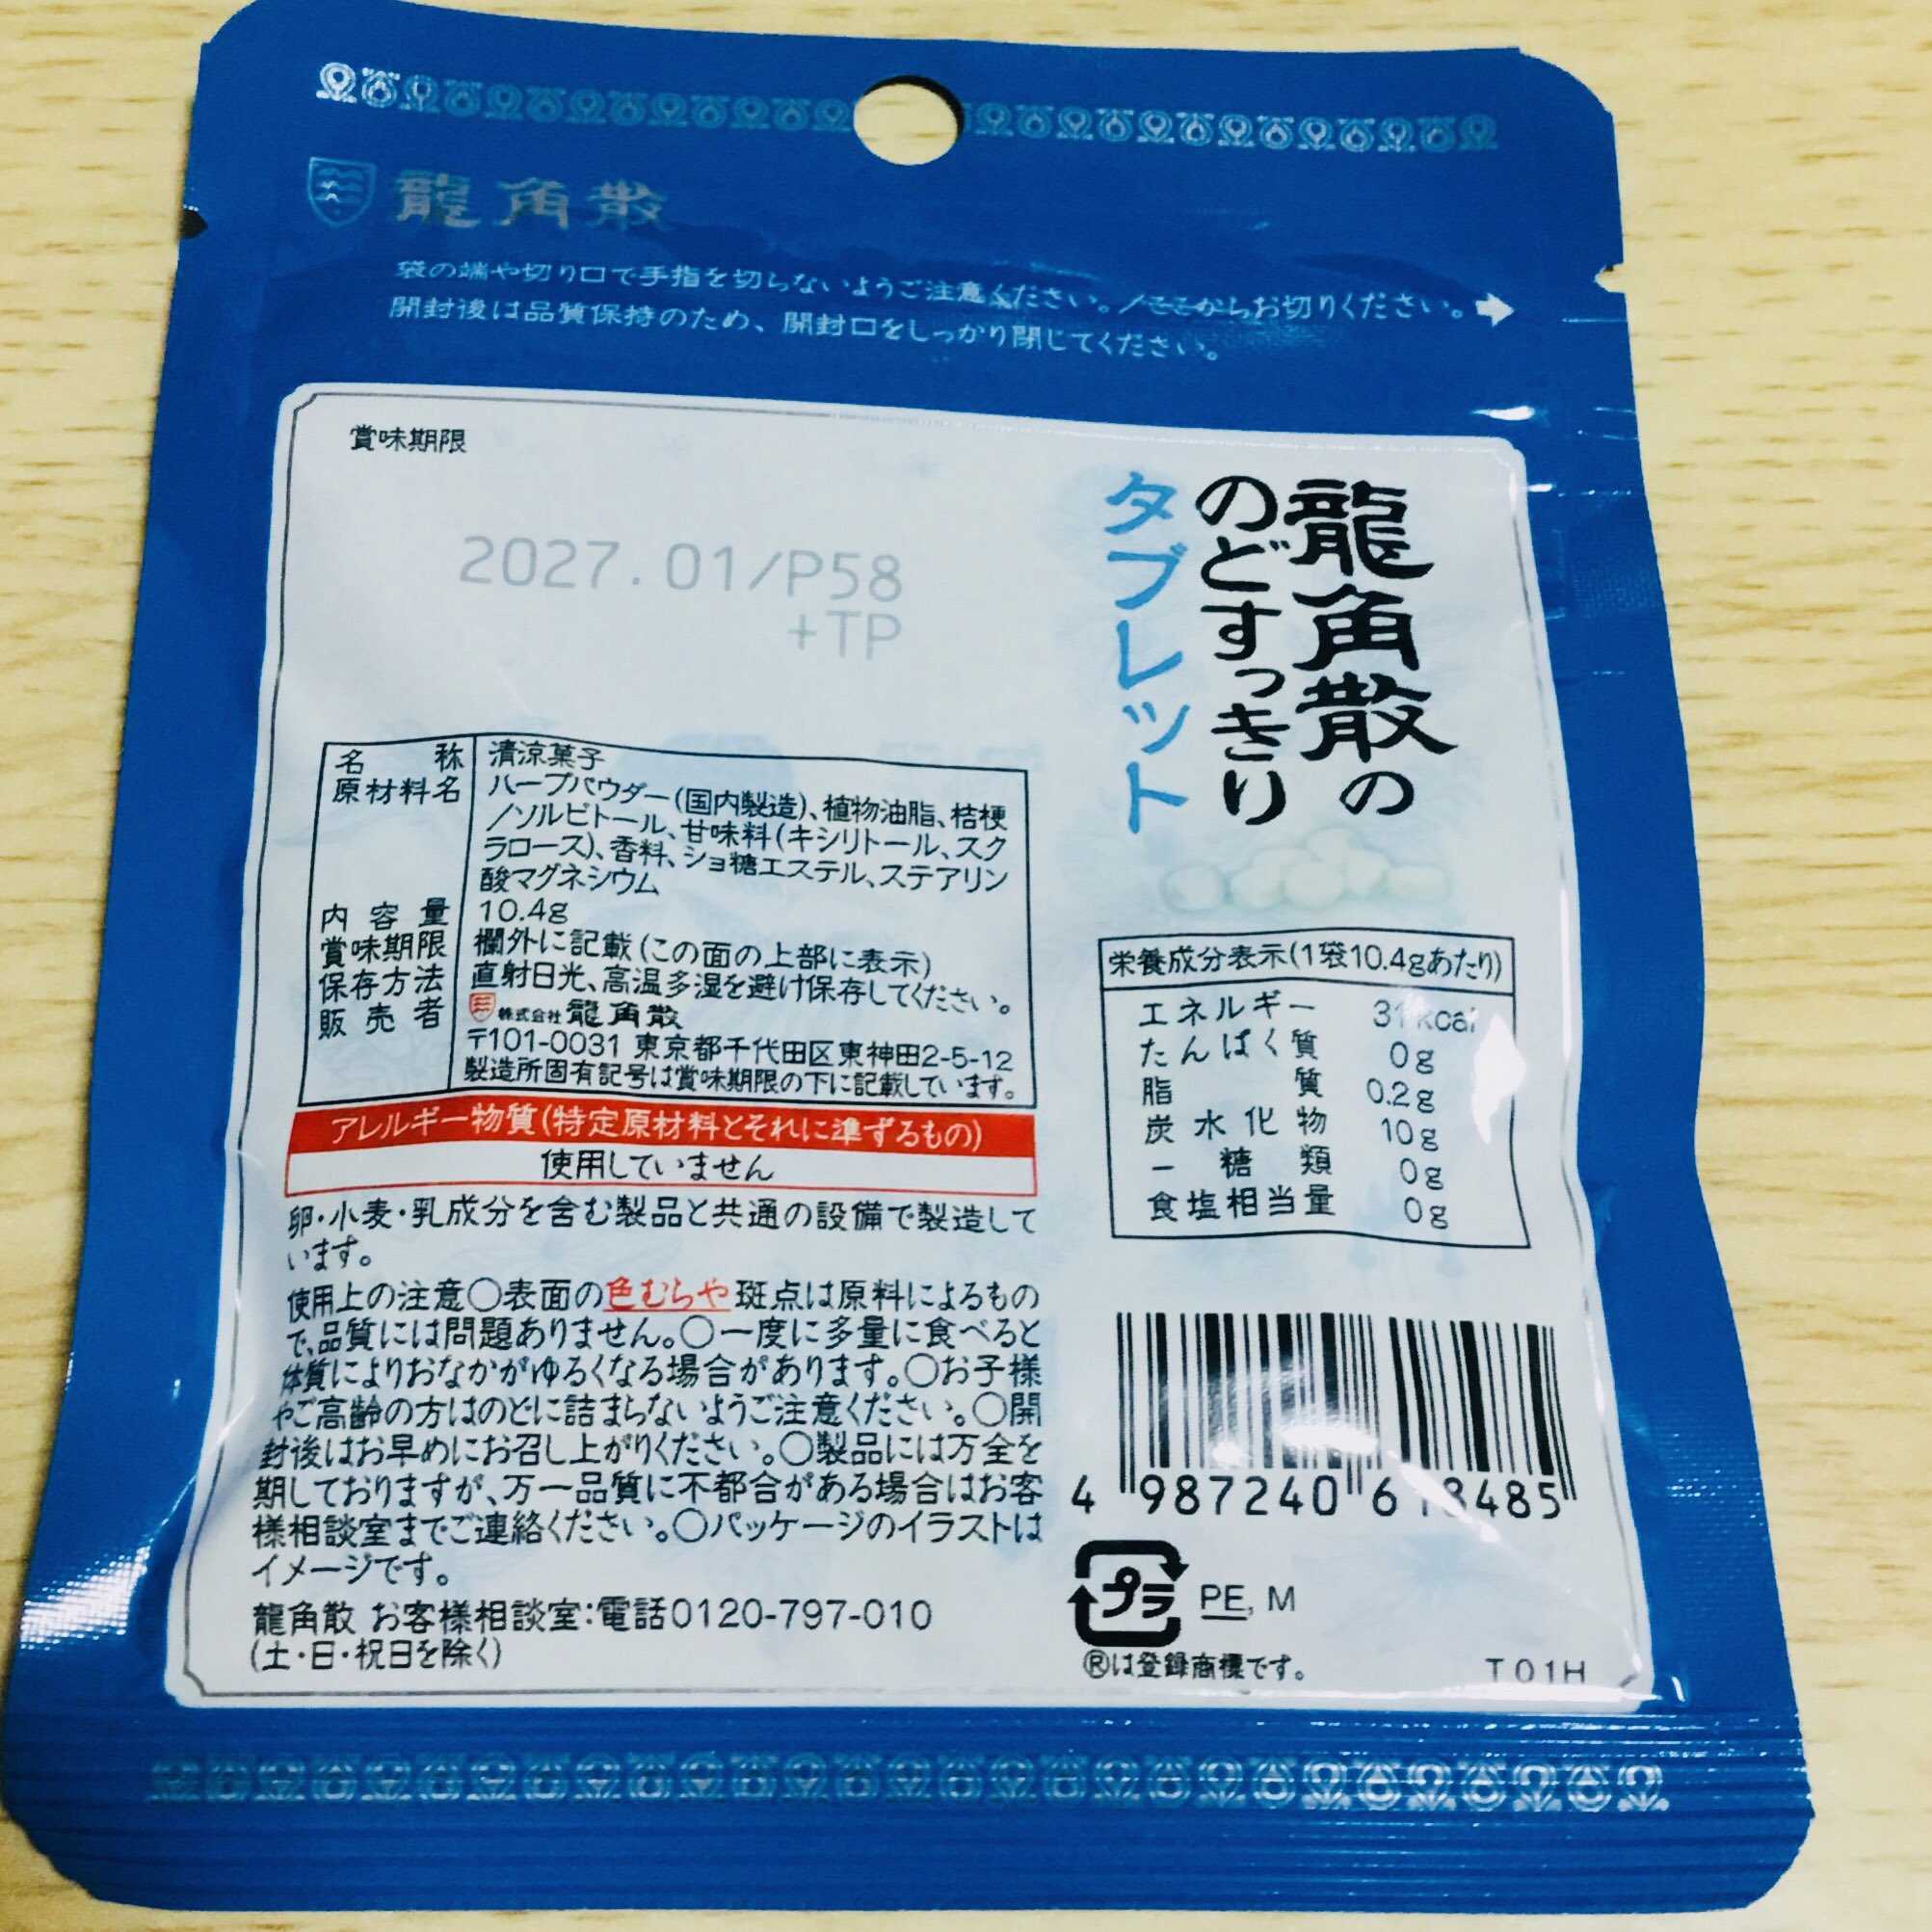 龍角散
袋の端や切り口で手指を切らないようご注意ください。／ここからお切りください。➡
開封後は品質保持のため、開封口をしっかり閉じてください。
賞味期限
2027.01/P58
+TP
龍角散の
のどすっきり
タブレット
名称 清涼菓子
原材料名 ハーブパウダー(国内製造)、植物油脂、桔梗
／ソルビトール、甘味料(キシリトール、スク
ラロース)、香料、ショ糖エステル、ステアリン
酸マグネシウム
内容量 10.4g
賞味期限 欄外に記載(この面の上部に表示)
保存方法 直射日光、高温多湿を避け保存してください。
販売者 株式会社龍角散
〒101-0031 東京都千代田区東神田2-5-12
製造所固有記号は賞味期限の下に記載しています。
アレルギー物質(特定原材料とそれに準ずるもの)
使用していません
卵・小麦・乳成分を含む製品と共通の設備で製造して
います。
使用上の注意○表面の色むらや斑点は原料によるもの
で、品質には問題ありません。○一度に多量に食べると
体質によりおなかがゆるくなる場合があります。○お子様
やご高齢の方はのどに詰まらないようご注意ください。○開
封後はお早めにお召し上がりください。○製品には万全を
期しておりますが、万一品質に不都合がある場合はお客
様相談室までご連絡ください。○パッケージのイラストは
イメージです。
龍角散 お客様相談室:電話0120-797-010
(土・日・祝日を除く)
栄養成分表示(1袋10.4gあたり)
エネルギー 31kcal
たんぱく質 0g
脂質 0.2g
炭水化物 10g
－糖類 0g
食塩相当量 0g
4 987240 618485
プラ PE, M
®は登録商標です。
T01H